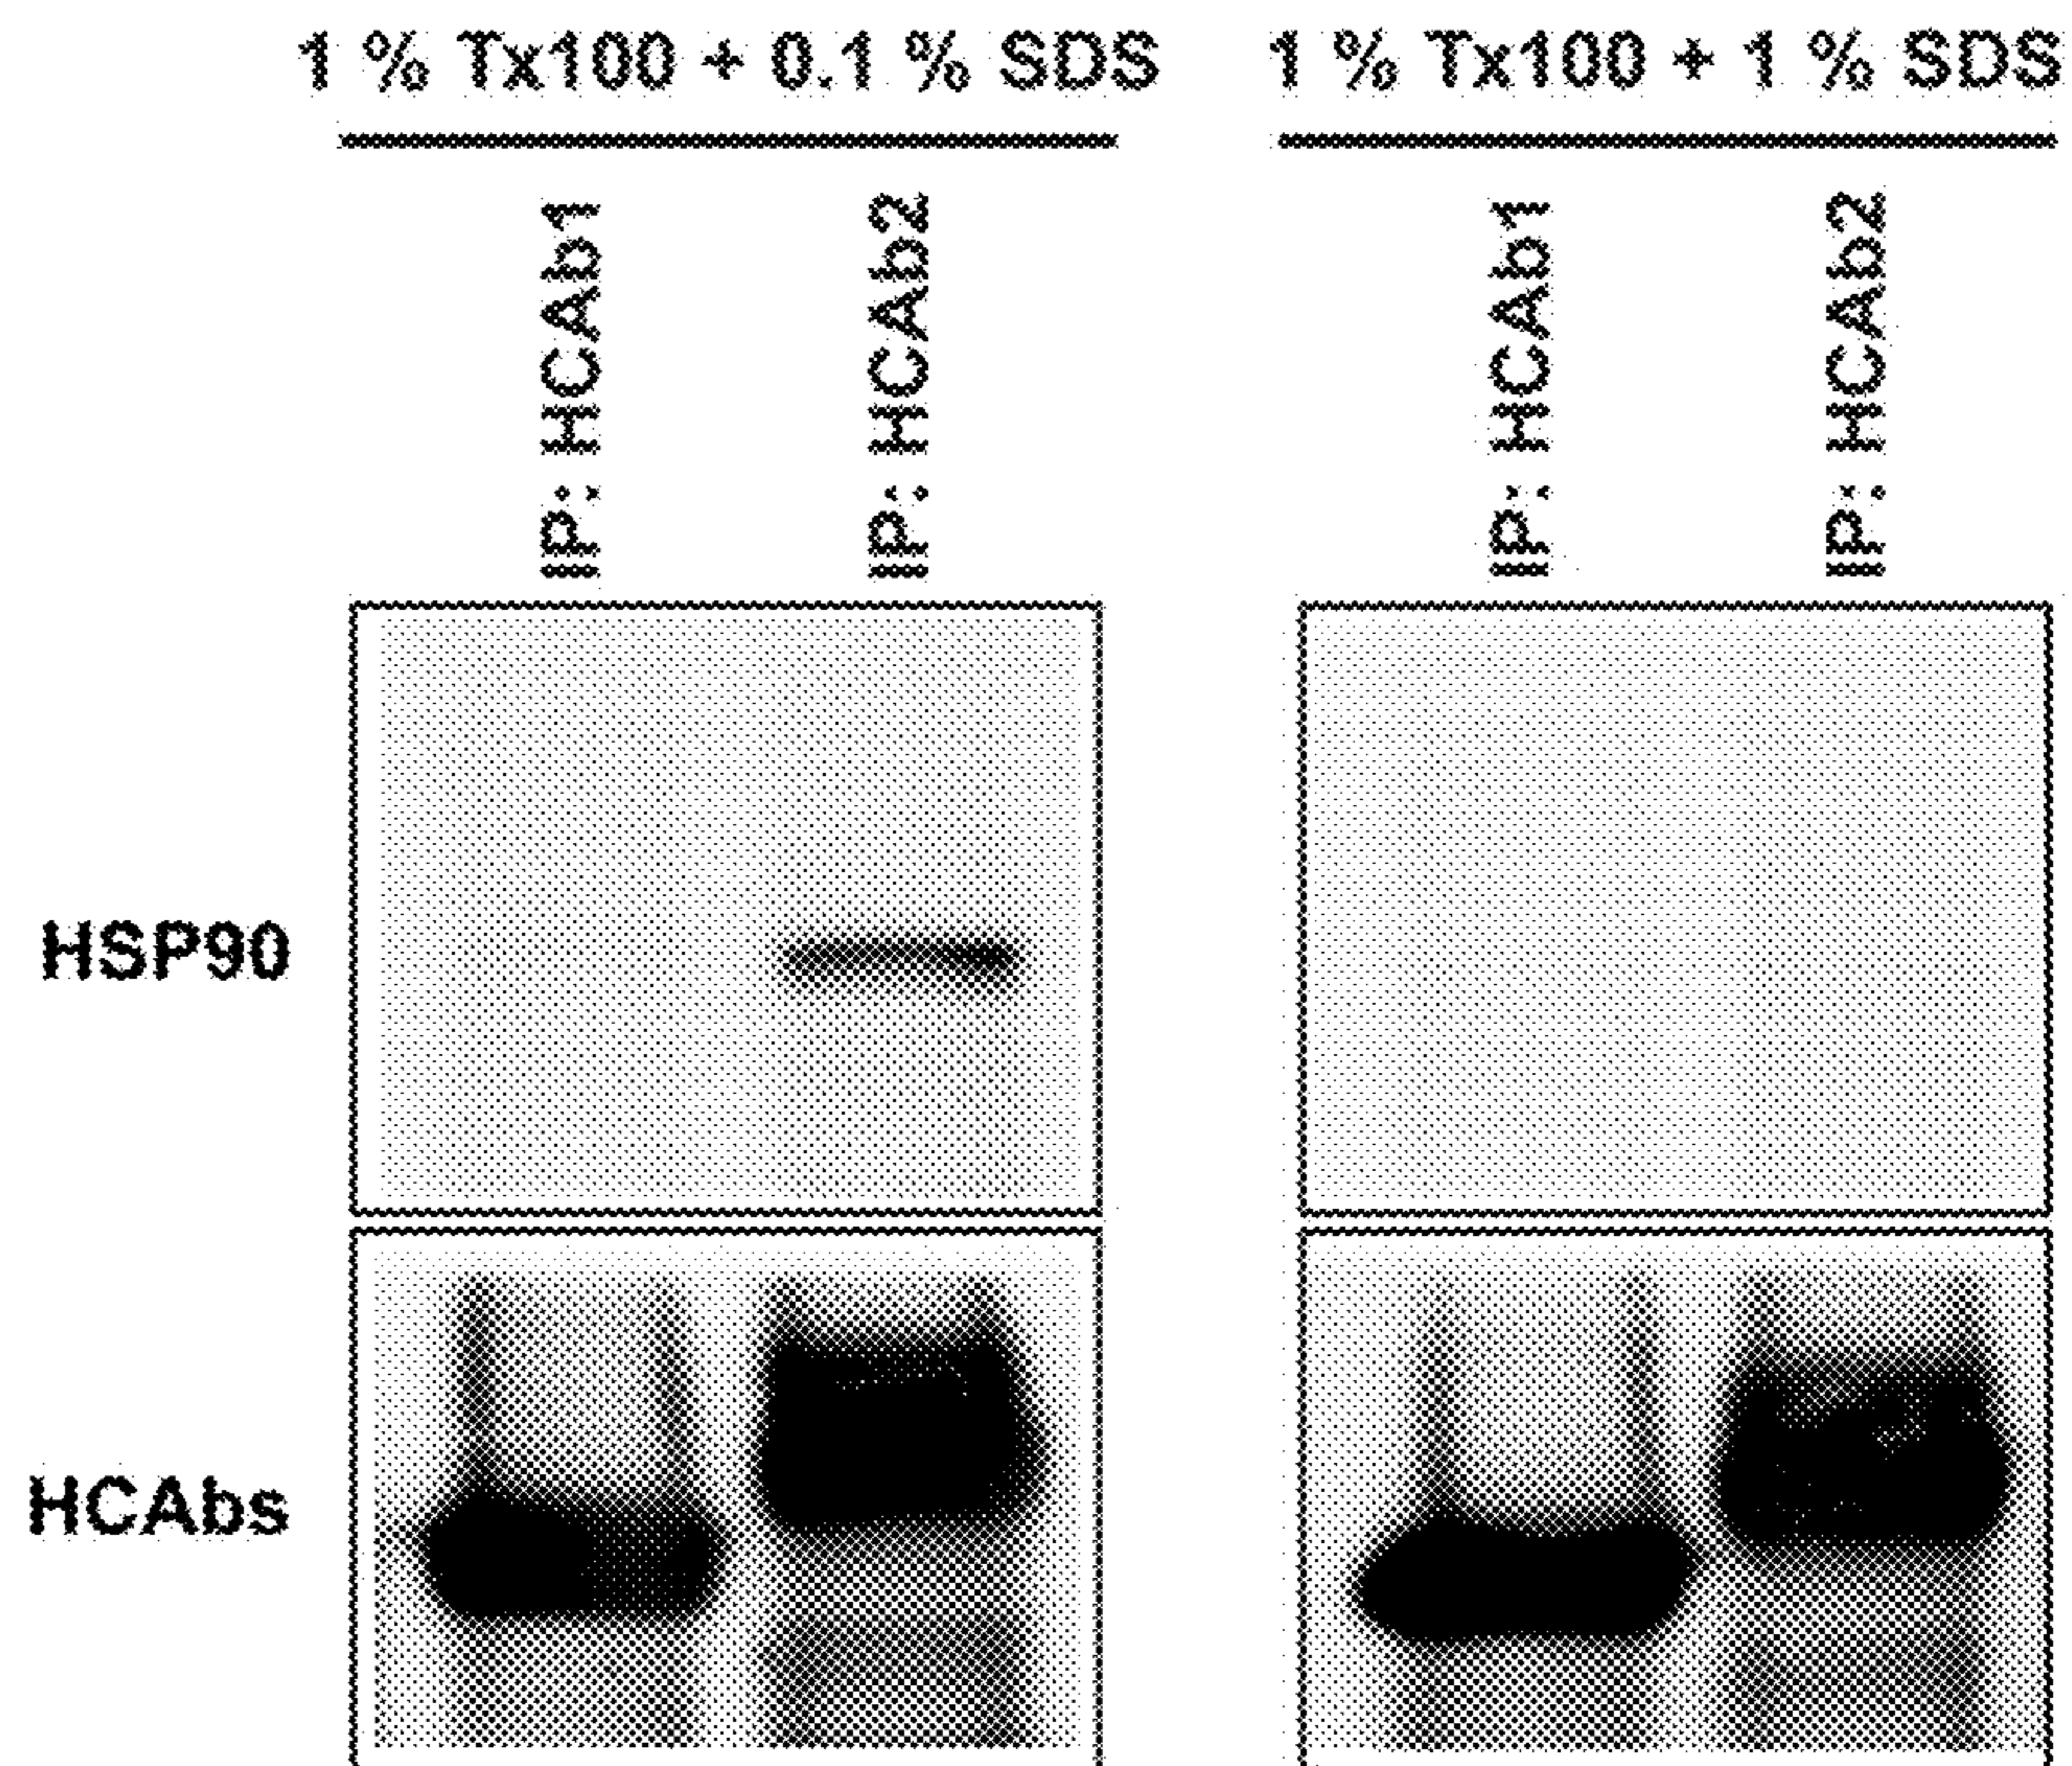 1 % Tx100 + 0.1 % SDS
1 % Tx100 + 1 % SDS
IP: HCAb1
IP: HCAb2
IP: HCAb1
IP: HCAb2
HSP90
HCAbs